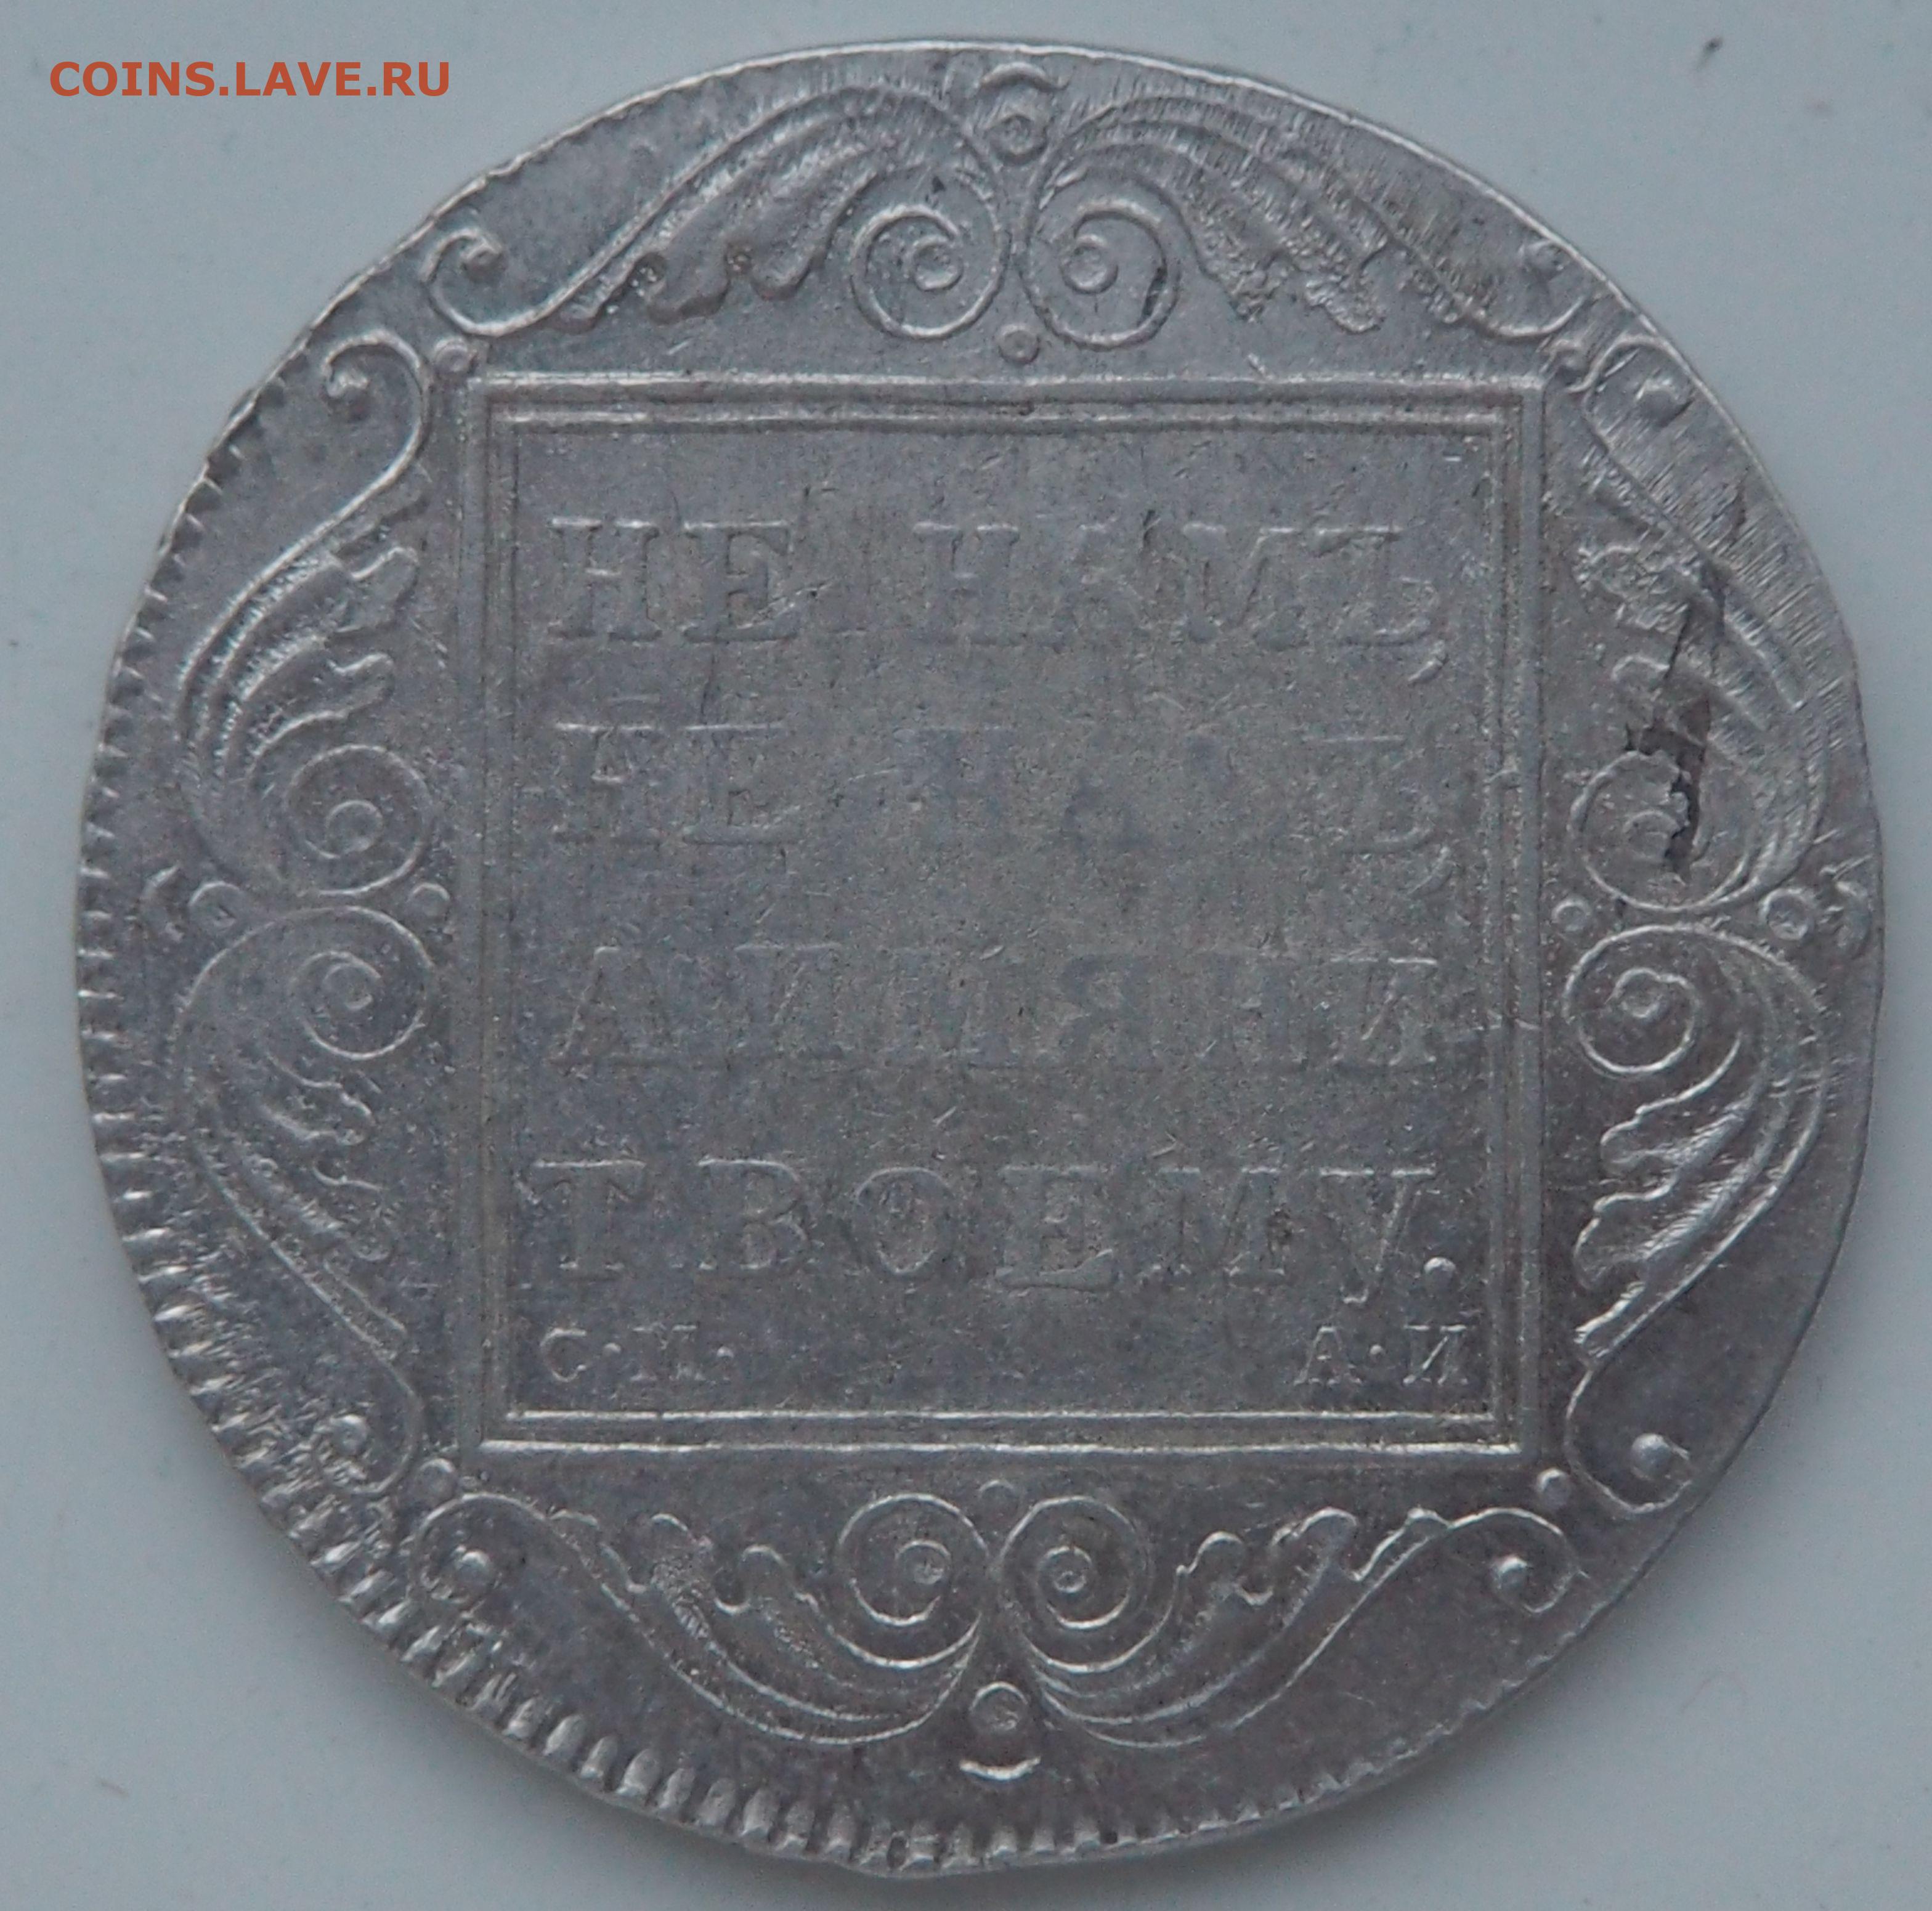 COINS.LAVE.RU
НЕ НАМЪ,
НЕ НАМЪ,
А ИМЯНИ
ТВОЕМУ.
С·М· А·И